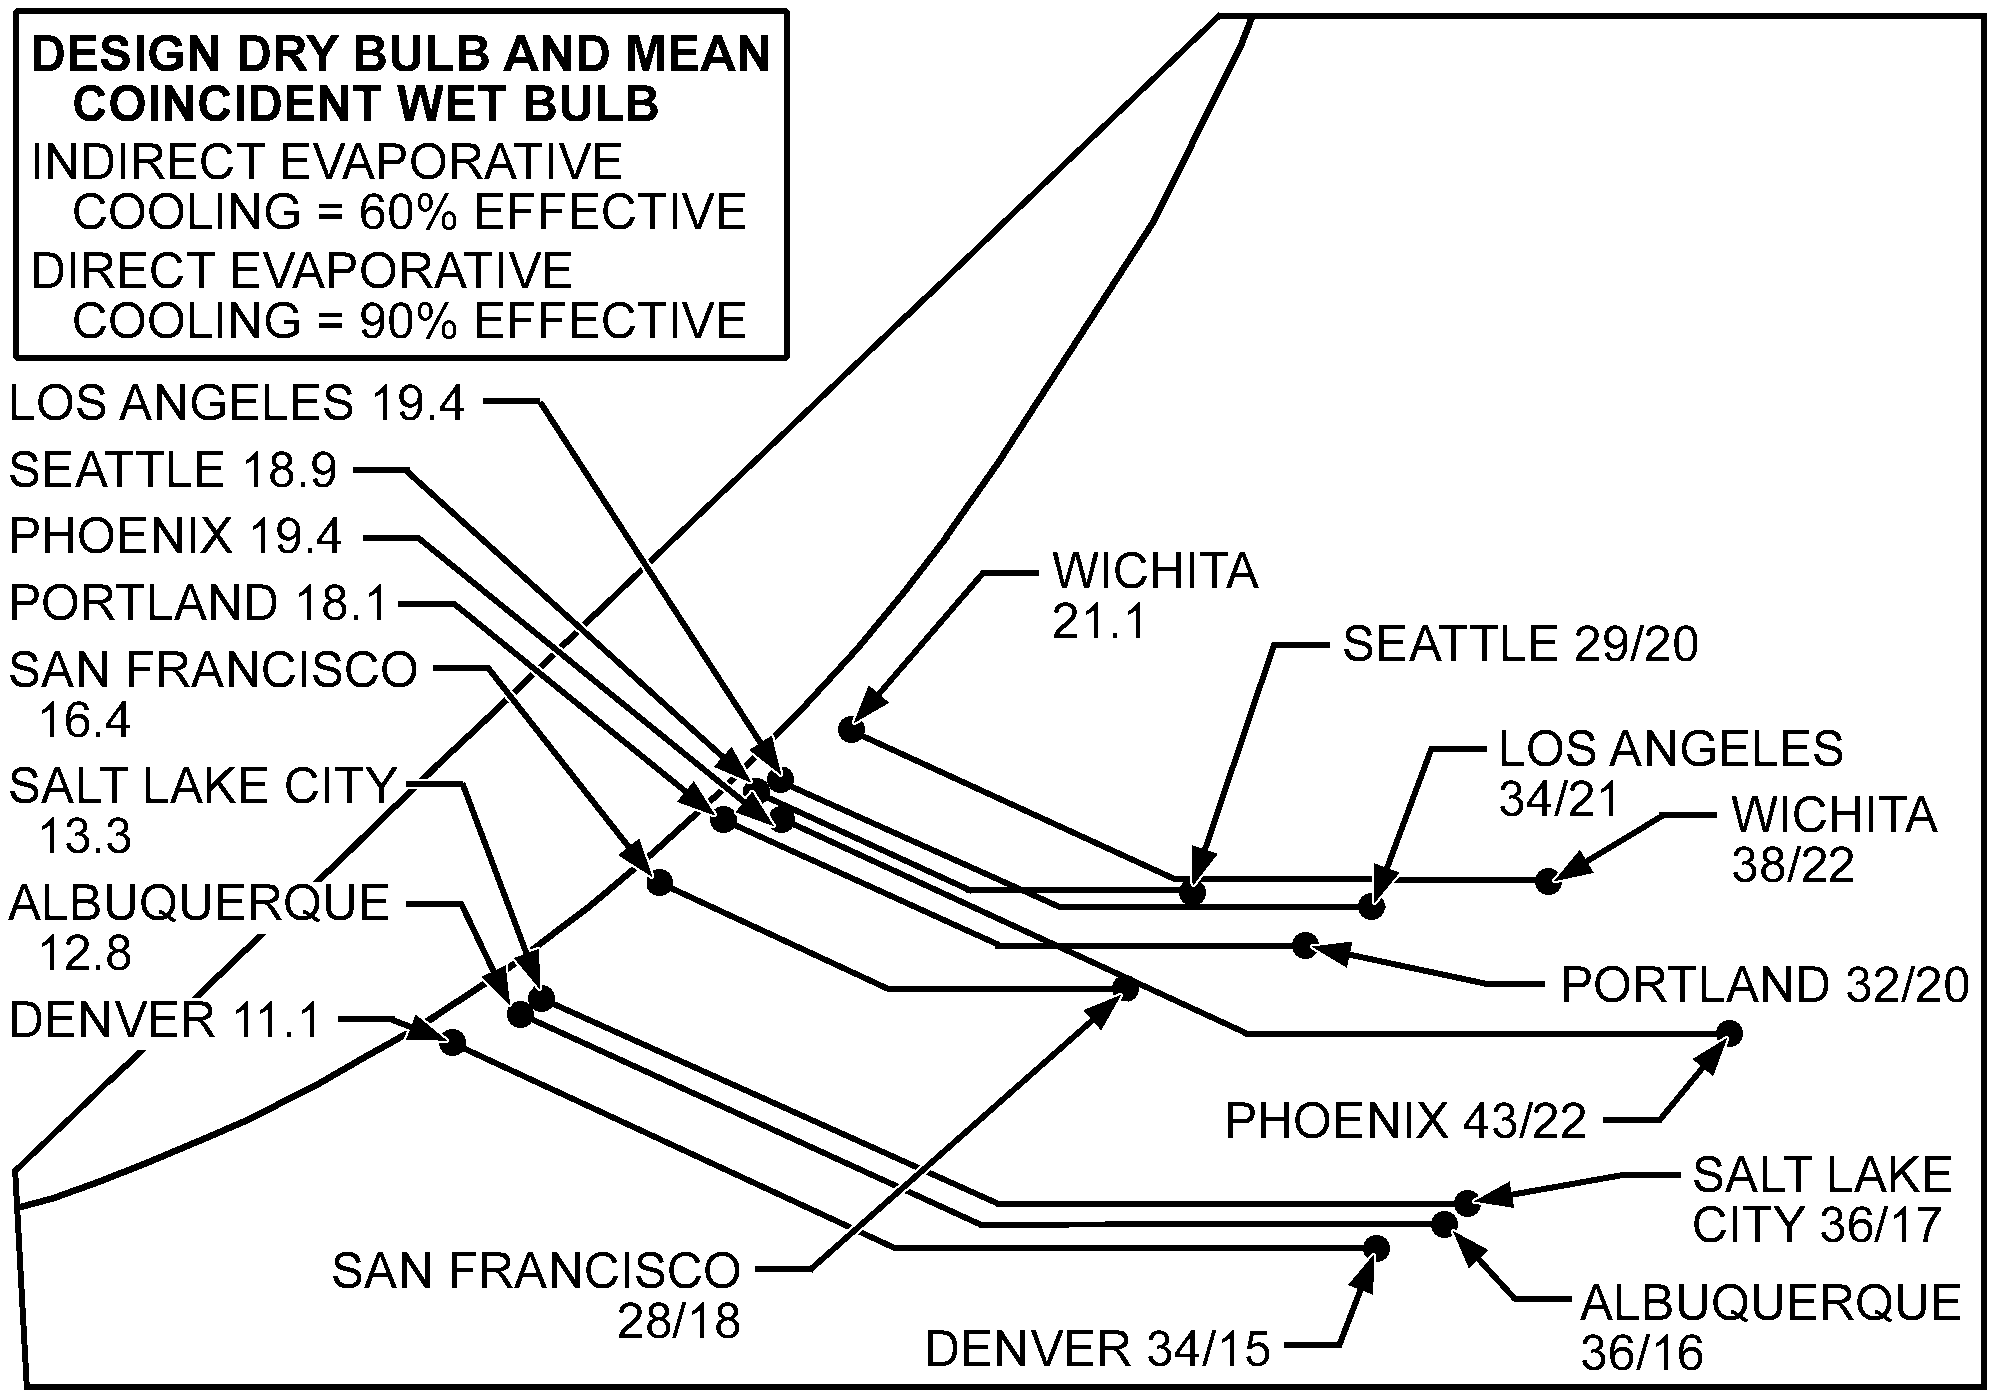 DESIGN DRY BULB AND MEAN
COINCIDENT WET BULB
INDIRECT EVAPORATIVE
COOLING = 60% EFFECTIVE
DIRECT EVAPORATIVE
COOLING = 90% EFFECTIVE
LOS ANGELES 19.4
SEATTLE 18.9
PHOENIX 19.4
PORTLAND 18.1
SAN FRANCISCO
16.4
SALT LAKE CITY
13.3
ALBUQUERQUE
12.8
DENVER 11.1
WICHITA
21.1
SEATTLE 29/20
LOS ANGELES
34/21
WICHITA
38/22
PORTLAND 32/20
PHOENIX 43/22
SALT LAKE
CITY 36/17
ALBUQUERQUE
36/16
DENVER 34/15
SAN FRANCISCO
28/18